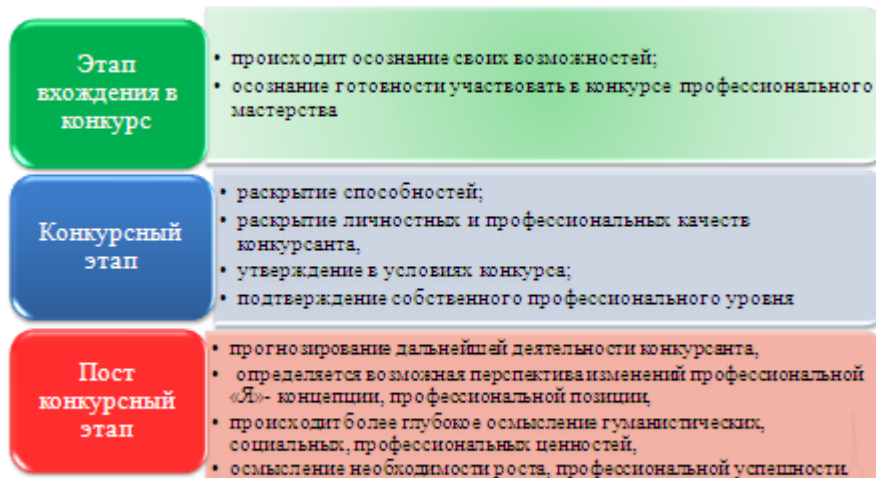 Этап
вхождения в
конкурс
• происходит осознание своих возможностей;
• осознание готовности участвовать в конкурсе профессионального
мастерства
Конкурсный
этап
• раскрытие способностей;
• раскрытие личностных и профессиональных качеств
конкурсанта,
• утверждение в условиях конкурса;
• подтверждение собственного профессионального уровня
Пост
конкурсный
этап
• прогнозирование дальнейшей деятельности конкурсанта,
• определяется возможная перспектива изменений профессиональной
«Я»- концепции, профессиональной позиции,
• происходит более глубокое осмысление гуманистических,
социальных, профессиональных ценностей,
• осмысление необходимости роста, профессиональной успешности.